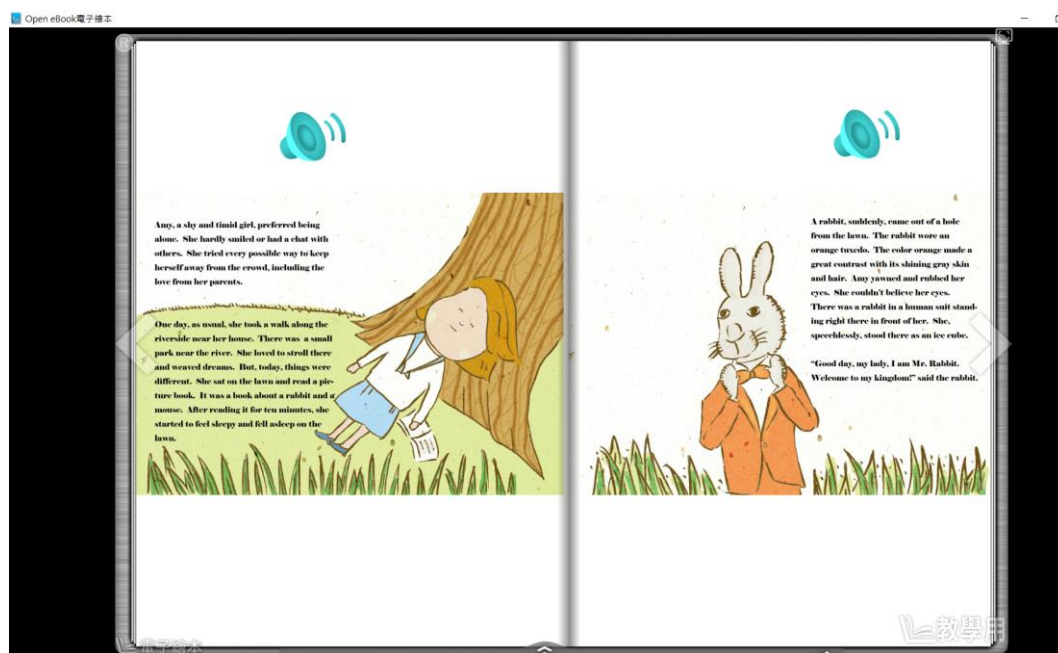 Open eBook電子繪本
Amy, a shy and timid girl, preferred being
alone. She hardly smiled or had a chat with
others. She tried every possible way to keep
herself away from the crowd, including the
love from her parents.
One day, as usual, she took a walk along the
riverside near her house. There was a small
park near the river. She loved to stroll there
and weaved dreams. But, today, things were
different. She sat on the lawn and read a pic-
ture book. It was a book about a rabbit and a
mouse. After reading it for ten minutes, she
started to feel sleepy and fell asleep on the
lawn.
A rabbit, suddenly, came out of a hole
from the lawn. The rabbit wore an
orange tuxedo. The color orange made a
great contrast with its shining gray skin
and hair. Amy yawned and rubbed her
eyes. She couldn't believe her eyes.
There was a rabbit in a human suit stand-
ing right there in front of her. She,
speechlessly, stood there as an ice cube.
"Good day, my lady, I am Mr. Rabbit.
Welcome to my kingdom!" said the rabbit.
電子繪本
教學用